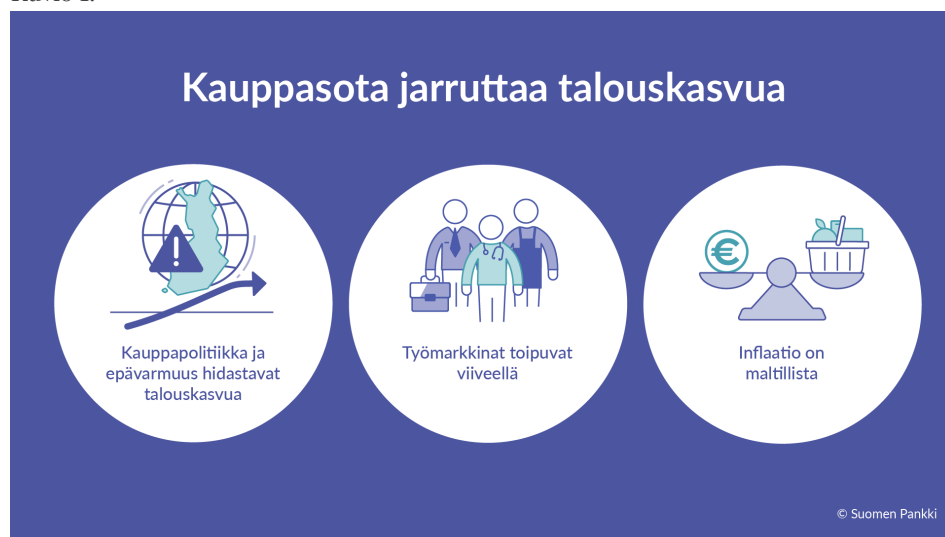 Kauppasota jarruttaa talouskasvua
Kauppapolitiikka ja
epävarmuus hidastavat
talouskasvua
Työmarkkinat toipuvat
viiveellä
Inflaatio on
maltillista
© Suomen Pankki